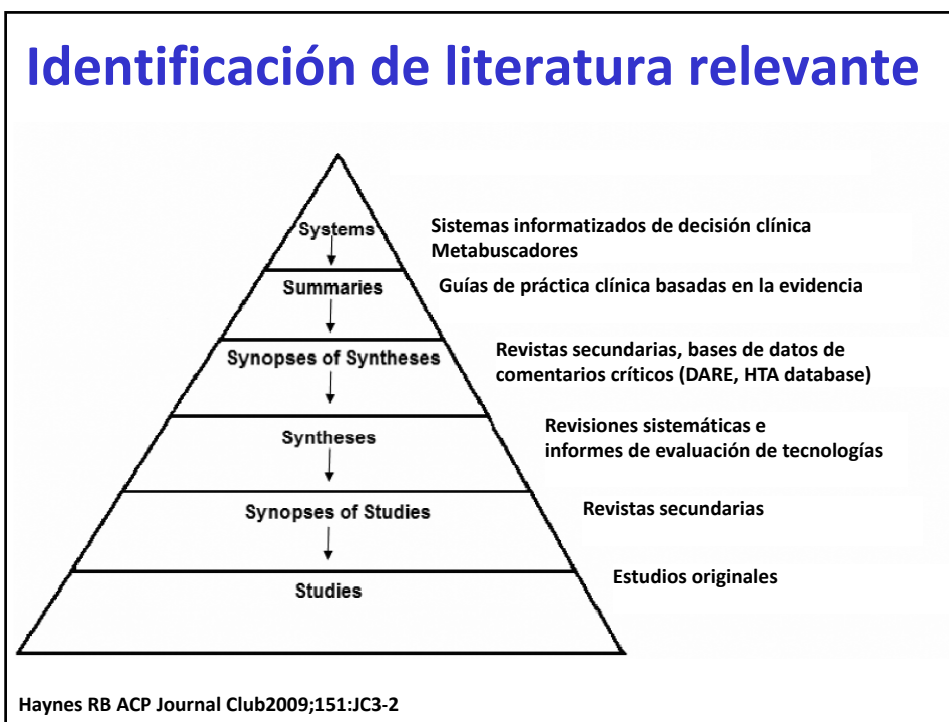 Identificación de literatura relevante
Systems
Sistemas informatizados de decisión clínica
Metabuscadores
Summaries
Guías de práctica clínica basadas en la evidencia
Synopses of Syntheses
Revistas secundarias, bases de datos de
comentarios críticos (DARE, HTA database)
Syntheses
Revisiones sistemáticas e
informes de evaluación de tecnologías
Synopses of Studies
Revistas secundarias
Studies
Estudios originales
Haynes RB ACP Journal Club2009;151:JC3-2